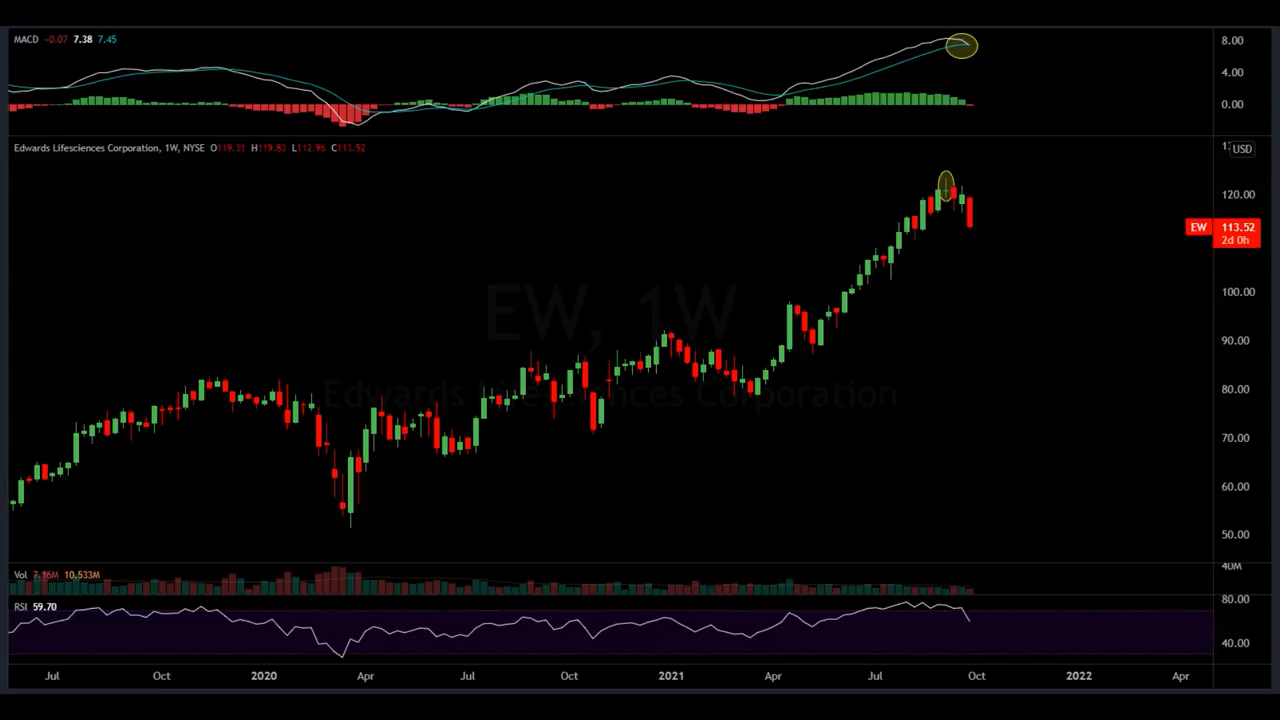 MACD -0.07 7.38 7.45
8.00
4.00
0.00
Edwards Lifesciences Corporation, 1W, NYSE O119.31 H119.83 L112.96 C113.52
USD
120.00
EW 113.52
2d 0h
100.00
EW, 1W
90.00
Edwards Lifesciences Corporation
80.00
70.00
60.00
50.00
Vol 7.16M 10.533M
40M
RSI 59.70
80.00
40.00
Jul Oct 2020 Apr Jul Oct 2021 Apr Jul Oct 2022 Apr